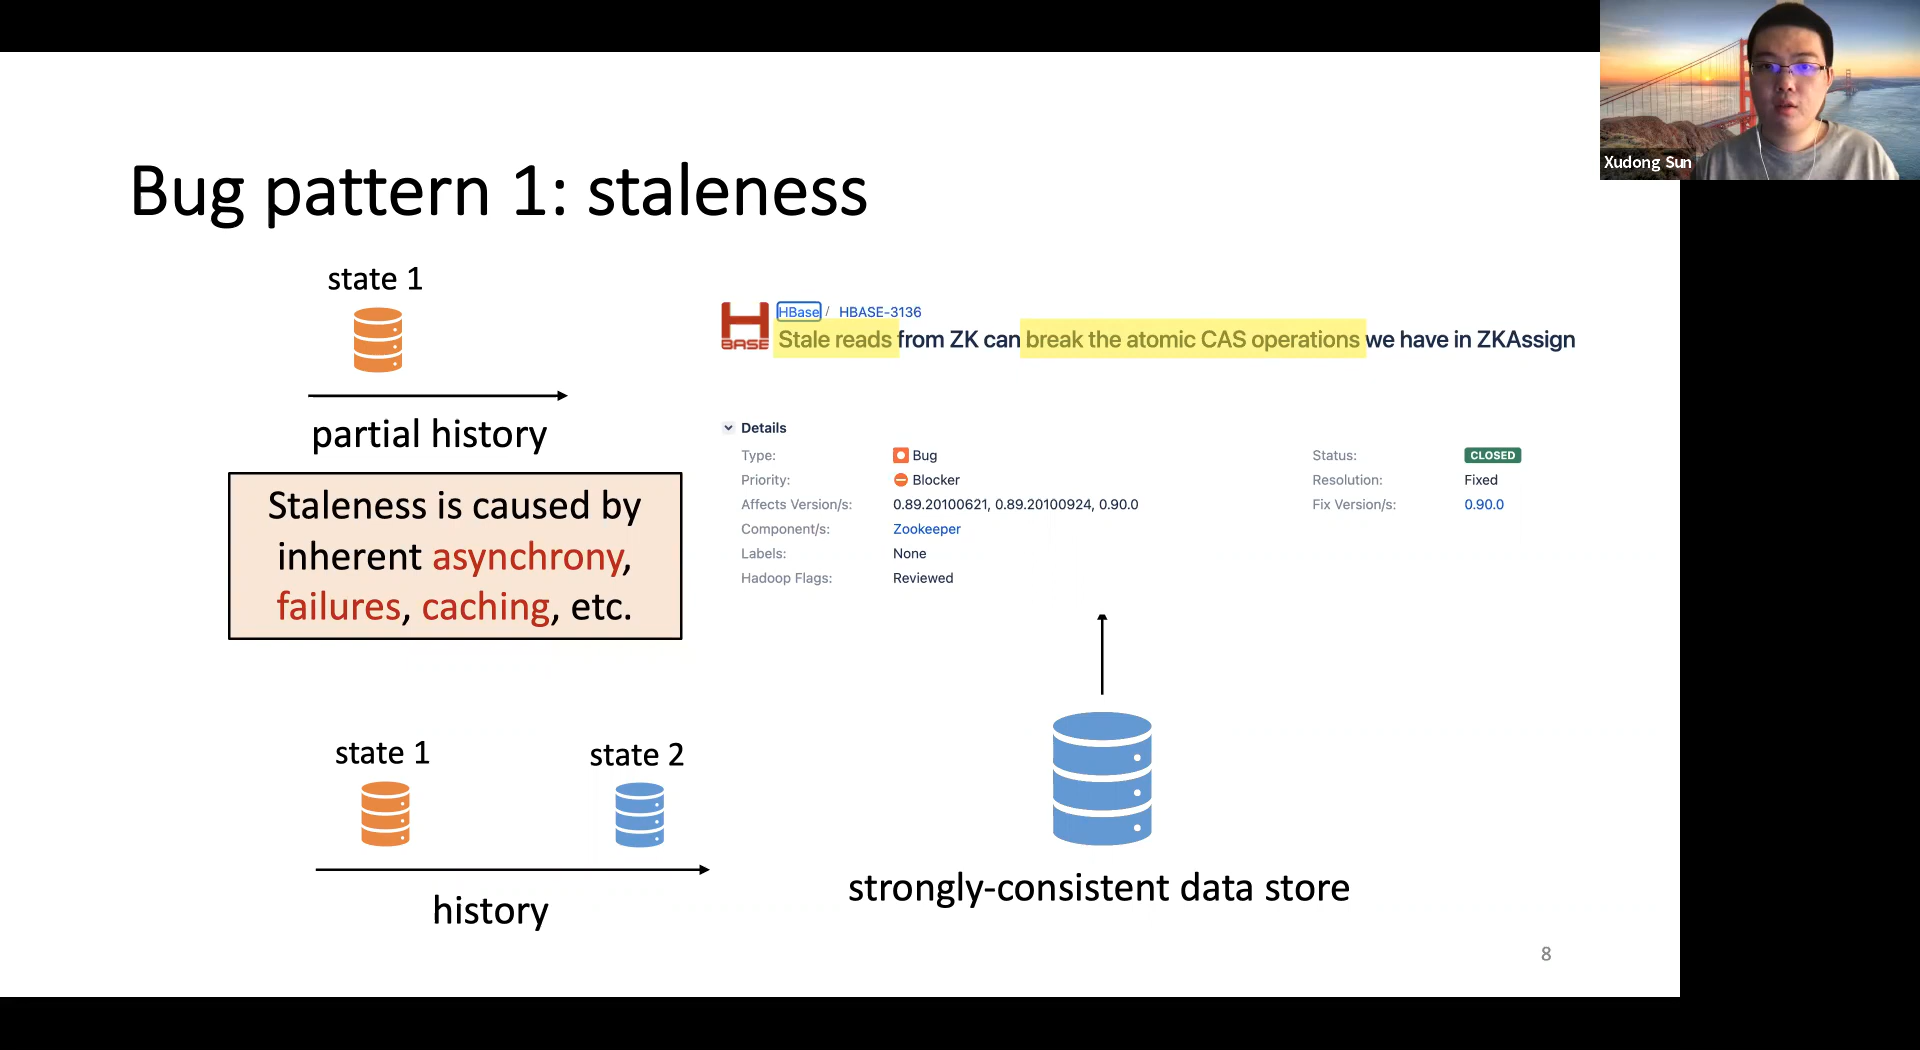 Xudong Sun
Bug pattern 1: staleness
state 1
partial history
Staleness is caused by
inherent asynchrony,
failures, caching, etc.
state 1
state 2
history
H
BASE
HBase / HBASE-3136
Stale reads from ZK can break the atomic CAS operations we have in ZKAssign
Details
Type: Bug
Priority: Blocker
Affects Version/s: 0.89.20100621, 0.89.20100924, 0.90.0
Component/s: Zookeeper
Labels: None
Hadoop Flags: Reviewed
Status: CLOSED
Resolution: Fixed
Fix Version/s: 0.90.0
strongly-consistent data store
8